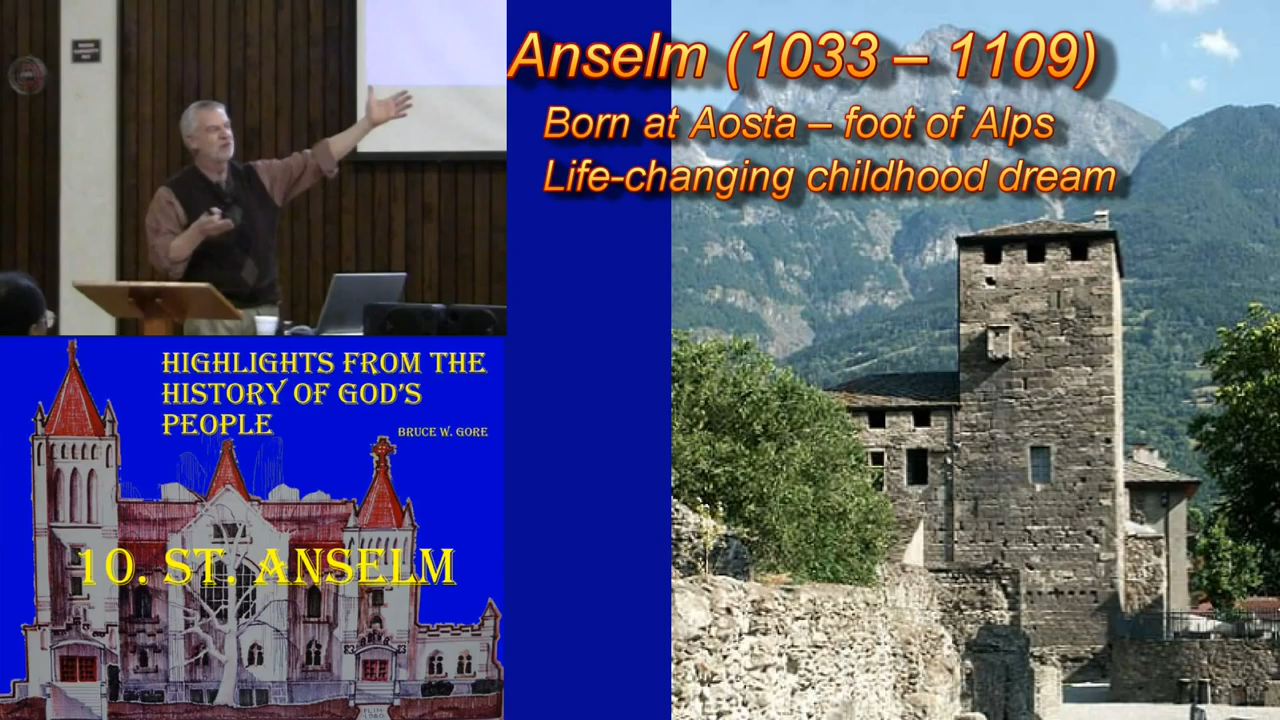 Anselm (1033 – 1109)
Born at Aosta – foot of Alps
Life-changing childhood dream
HIGHLIGHTS FROM THE
HISTORY OF GOD'S
PEOPLE
BRUCE W. GORE
10. ST. ANSELM